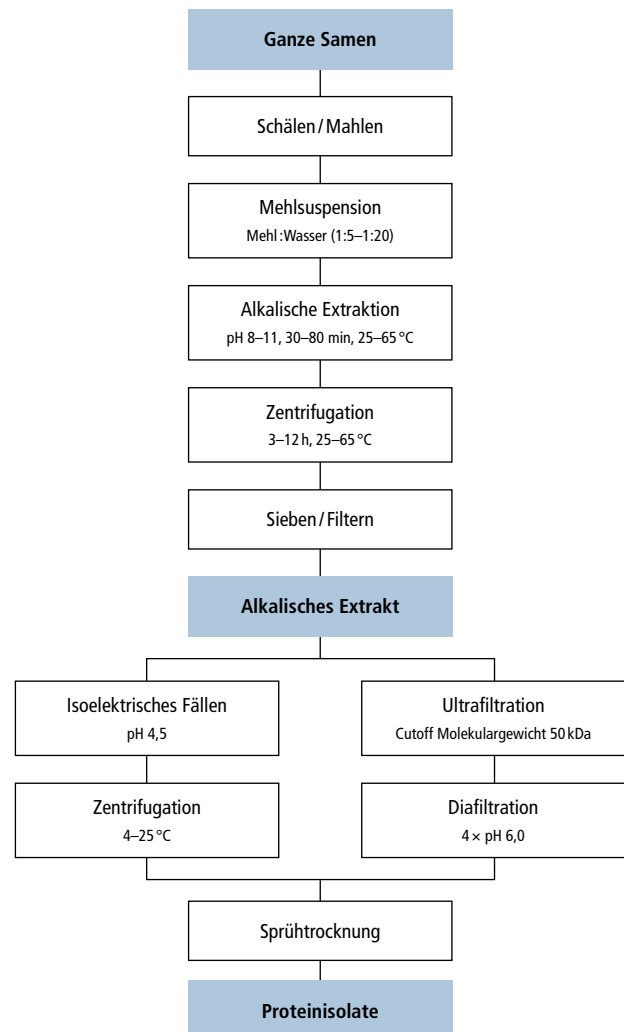 Ganze Samen
Schälen/Mahlen
Mehlsuspension
Mehl:Wasser (1:5–1:20)
Alkalische Extraktion
pH 8–11, 30–80 min, 25–65 °C
Zentrifugation
3–12 h, 25–65 °C
Sieben/Filtern
Alkalisches Extrakt
Isoelektrisches Fällen
pH 4,5
Ultrafiltration
Cutoff Molekulargewicht 50 kDa
Zentrifugation
4–25 °C
Diafiltration
4 × pH 6,0
Sprühtrocknung
Proteinisolate